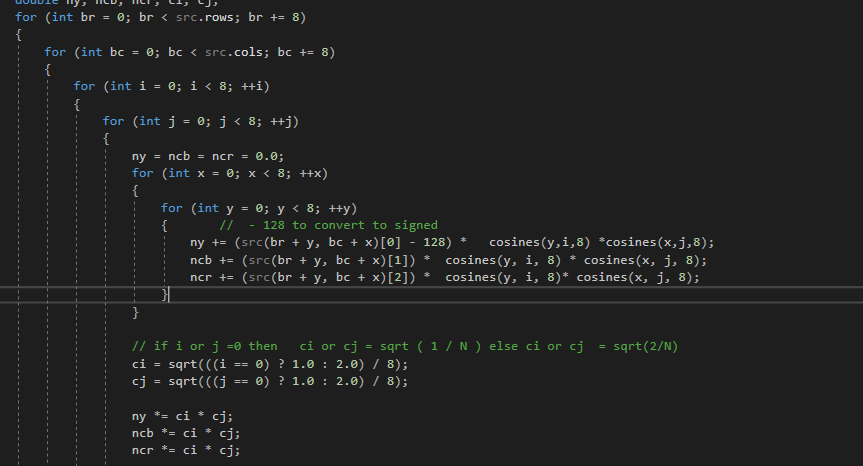 double ny, ncb, ncr, ci, cj;
for (int br = 0; br < src.rows; br += 8)
{
for (int bc = 0; bc < src.cols; bc += 8)
{
for (int i = 0; i < 8; ++i)
{
for (int j = 0; j < 8; ++j)
{
ny = ncb = ncr = 0.0;
for (int x = 0; x < 8; ++x)
{
for (int y = 0; y < 8; ++y)
{ // - 128 to convert to signed
ny += (src(br + y, bc + x)[0] - 128) * cosines(y,i,8) *cosines(x,j,8);
ncb += (src(br + y, bc + x)[1]) * cosines(y, i, 8) * cosines(x, j, 8);
ncr += (src(br + y, bc + x)[2]) * cosines(y, i, 8)* cosines(x, j, 8);
}
}
// if i or j =0 then ci or cj = sqrt ( 1 / N ) else ci or cj = sqrt(2/N)
ci = sqrt(((i == 0) ? 1.0 : 2.0) / 8);
cj = sqrt(((j == 0) ? 1.0 : 2.0) / 8);
ny *= ci * cj;
ncb *= ci * cj;
ncr *= ci * cj;